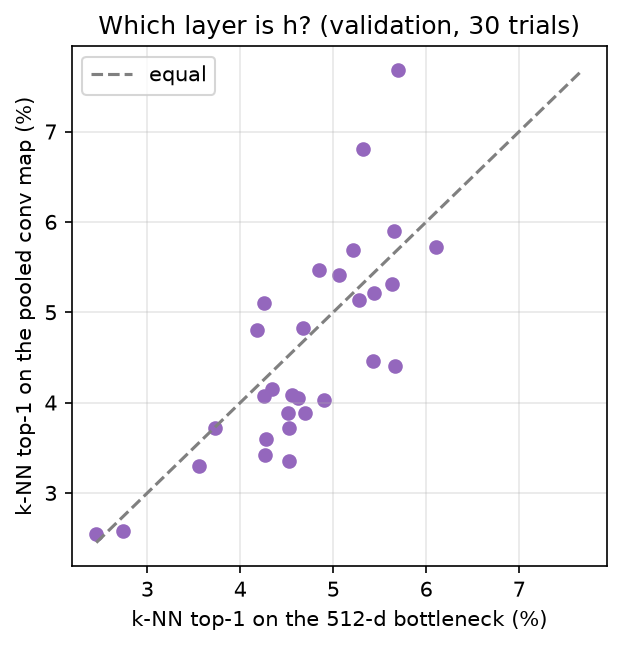 Which layer is h? (validation, 30 trials)
equal
k-NN top-1 on the pooled conv map (%)
7
6
5
4
3
3 4 5 6 7
k-NN top-1 on the 512-d bottleneck (%)